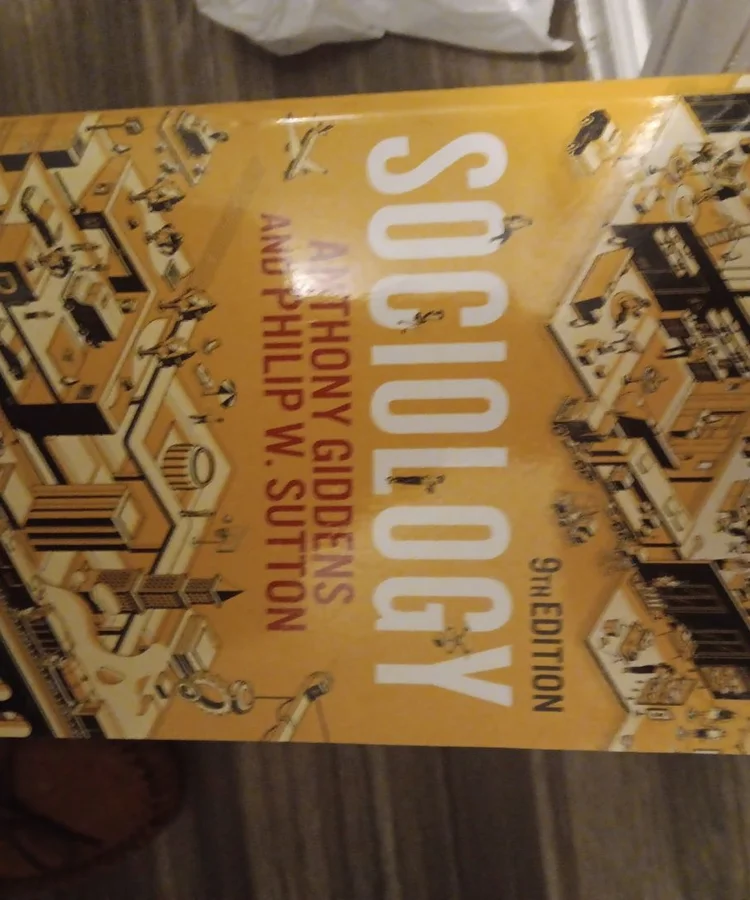 9TH EDITION
SOCIOLOGY
ANTHONY GIDDENS
AND PHILIP W. SUTTON